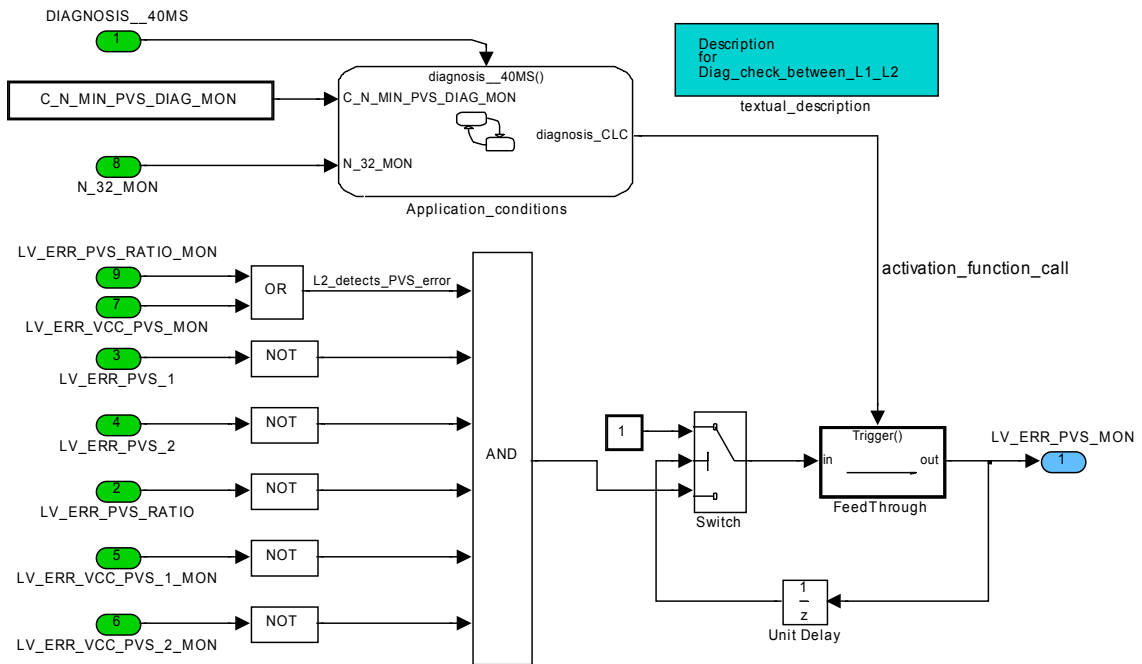 DIAGNOSIS__40MS
1
C_N_MIN_PVS_DIAG_MON
8
N_32_MON
diagnosis__40MS()
C_N_MIN_PVS_DIAG_MON
diagnosis_CLC
N_32_MON
Application_conditions
Description
for
Diag_check_between_L1_L2
textual_description
activation_function_call
LV_ERR_PVS_RATIO_MON
9
7
LV_ERR_VCC_PVS_MON
OR
L2_detects_PVS_error
3
LV_ERR_PVS_1
NOT
4
LV_ERR_PVS_2
NOT
2
LV_ERR_PVS_RATIO
NOT
5
LV_ERR_VCC_PVS_1_MON
NOT
6
LV_ERR_VCC_PVS_2_MON
NOT
AND
1
Switch
Trigger()
in
out
FeedThrough
LV_ERR_PVS_MON
1
1
z
Unit Delay